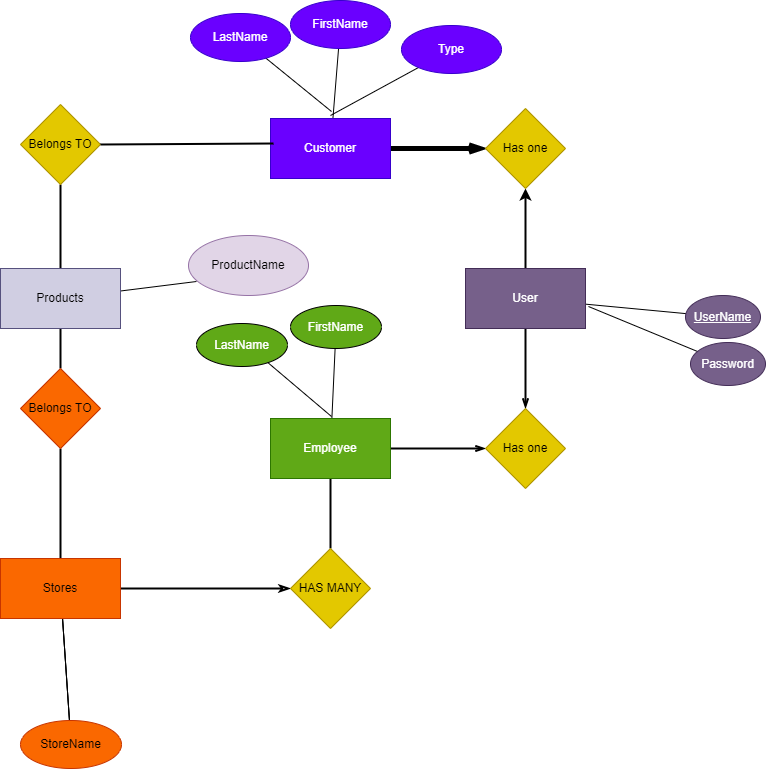 FirstName
LastName
Type
Belongs TO
Customer
Has one
ProductName
Products
User
UserName
FirstName
LastName
Password
Belongs TO
Employee
Has one
Stores
HAS MANY
StoreName